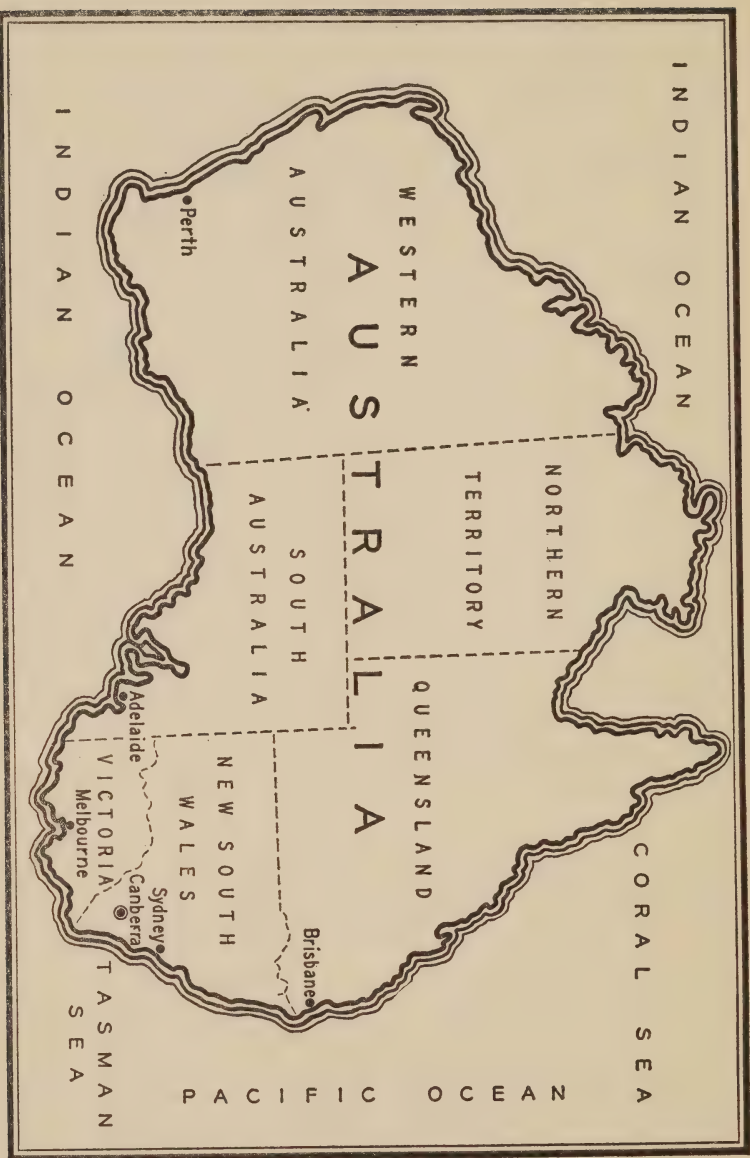 INDIAN OCEAN
CORAL SEA
NORTHERN
TERRITORY
WESTERN
AUSTRALIA
QUEENSLAND
AUSTRALIA
SOUTH
AUSTRALIA
Brisbane
NEW SOUTH
WALES
Perth
Sydney
Adelaide
Canberra
VICTORIA
Melbourne
INDIAN OCEAN
TASMAN
SEA
PACIFIC OCEAN